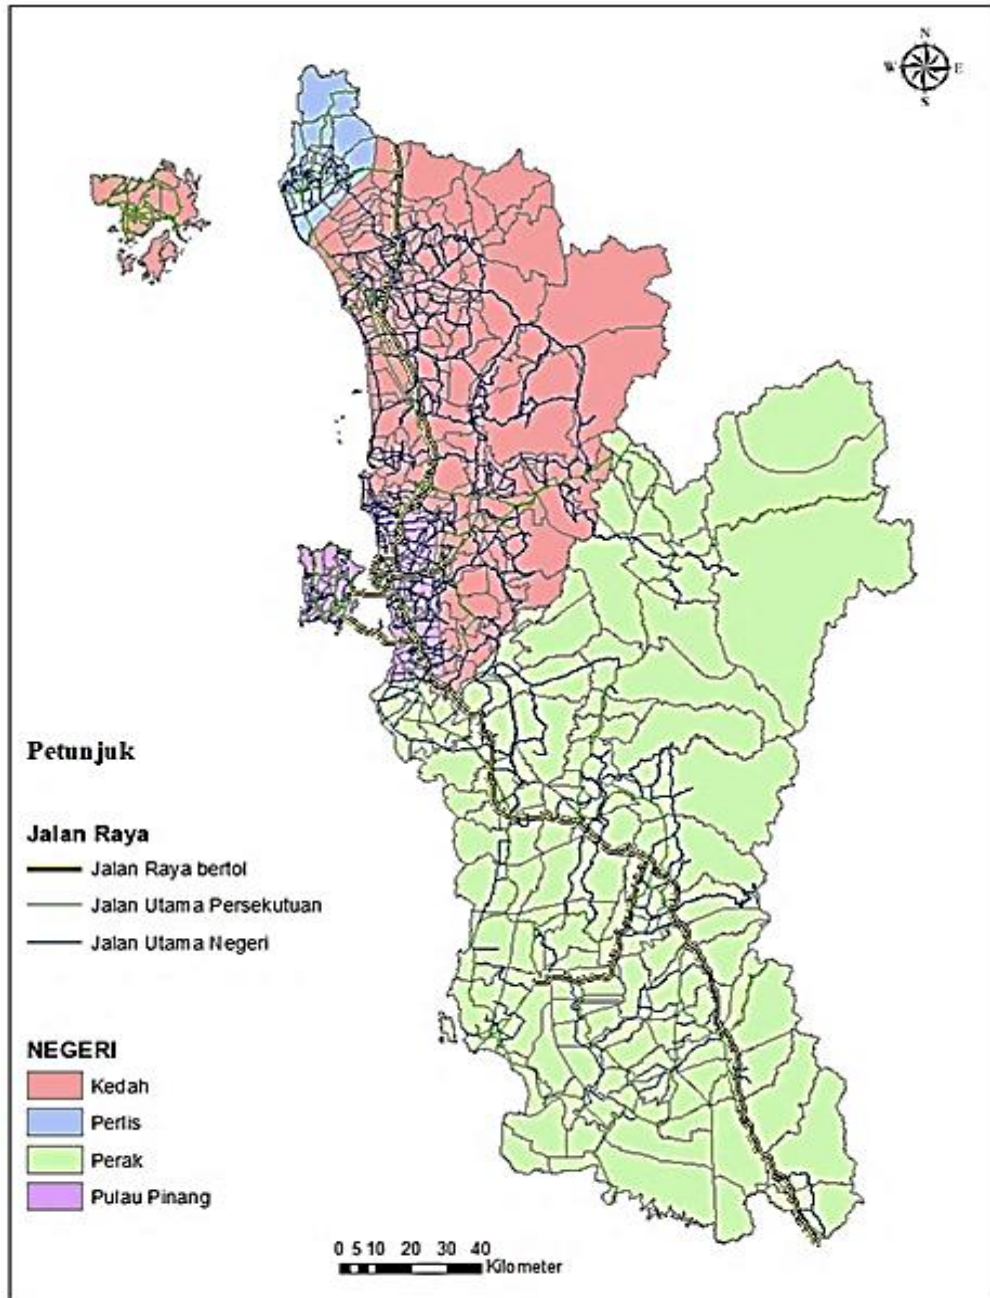 N
W E
S
Petunjuk
Jalan Raya
Jalan Raya bertol
Jalan Utama Persekutuan
Jalan Utama Negeri
NEGERI
Kedah
Perlis
Perak
Pulau Pinang
0 5 10 20 30 40
Kilometer